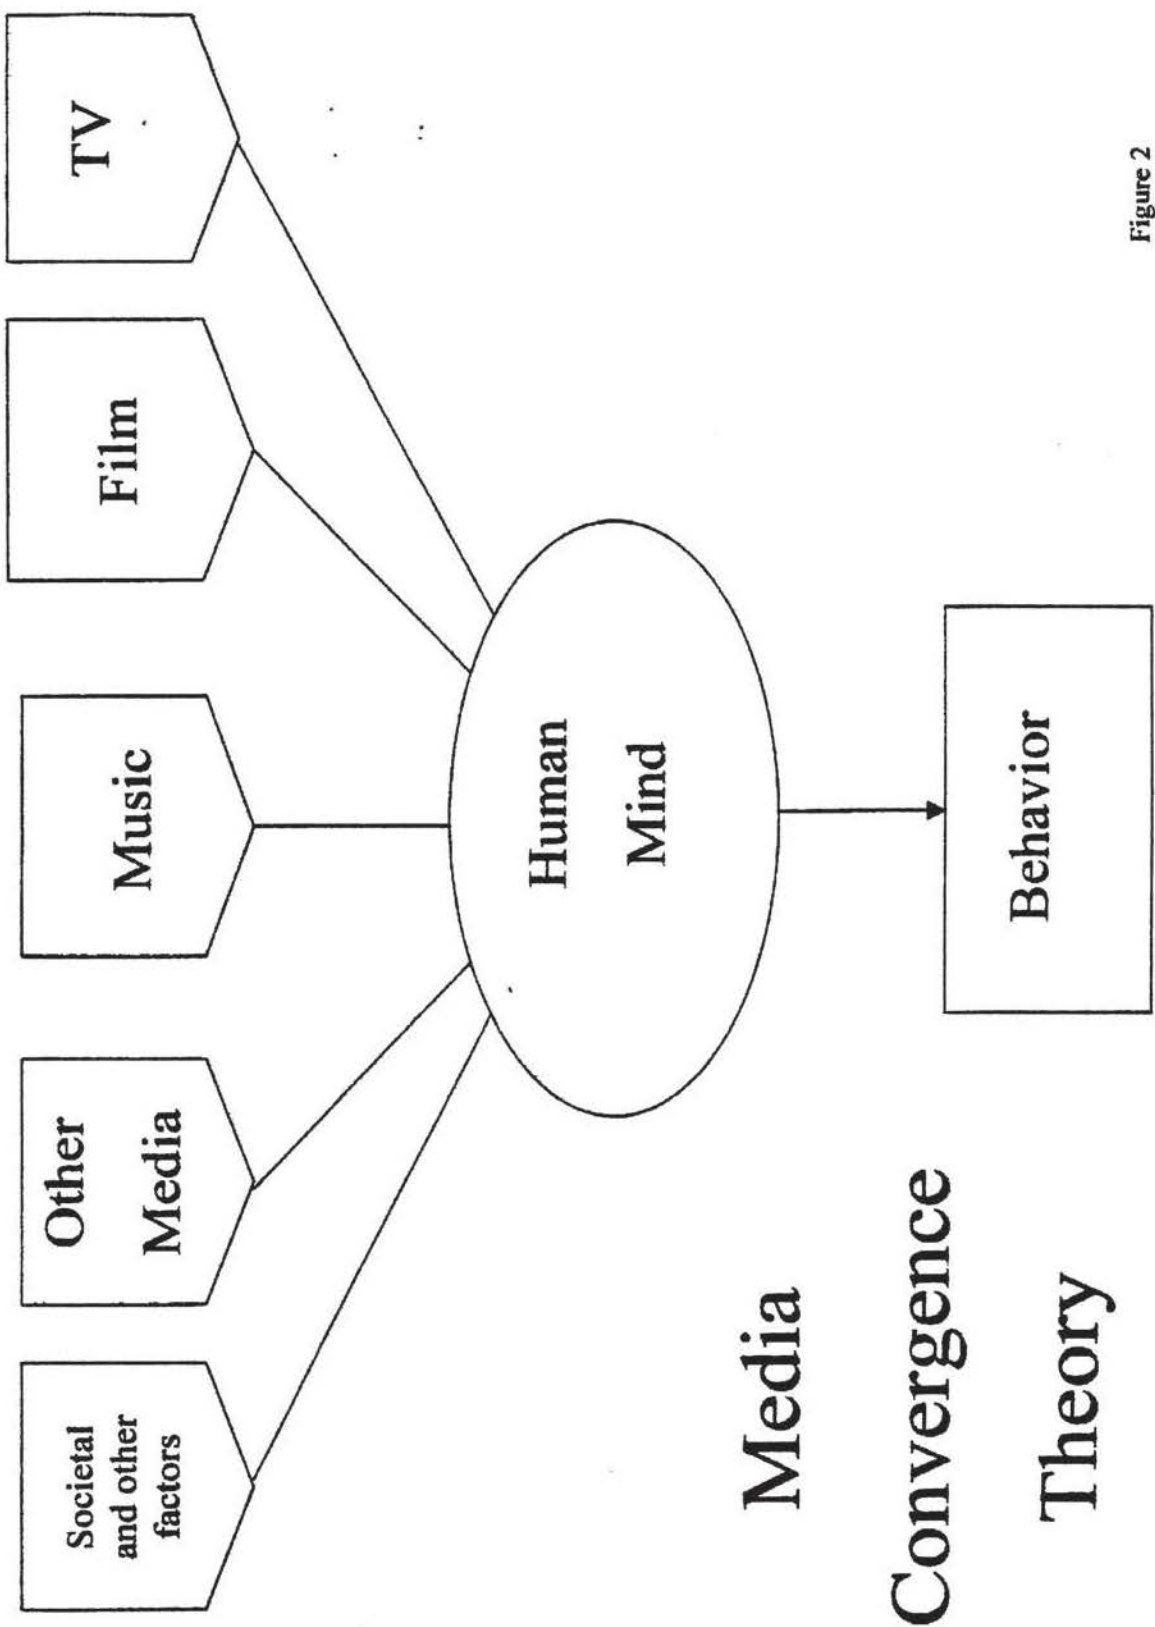 Societal
and other
factors
Other
Media
Music
Film
TV
Human
Mind
Behavior
Media
Convergence
Theory
Figure 2